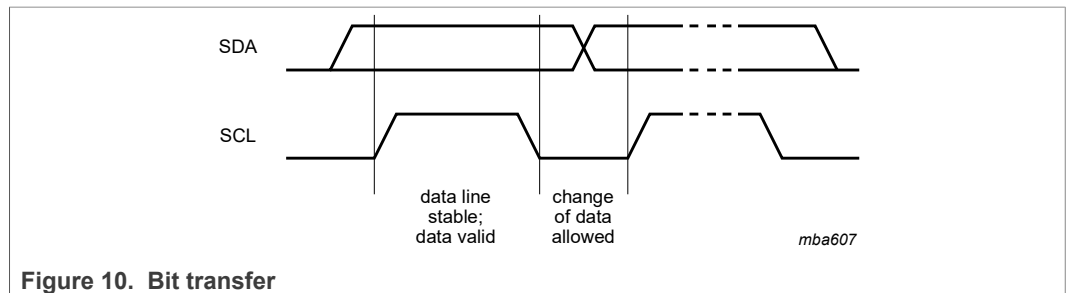 SDA
SCL
data line
stable;
data valid
change
of data
allowed
mba607
Figure 10. Bit transfer